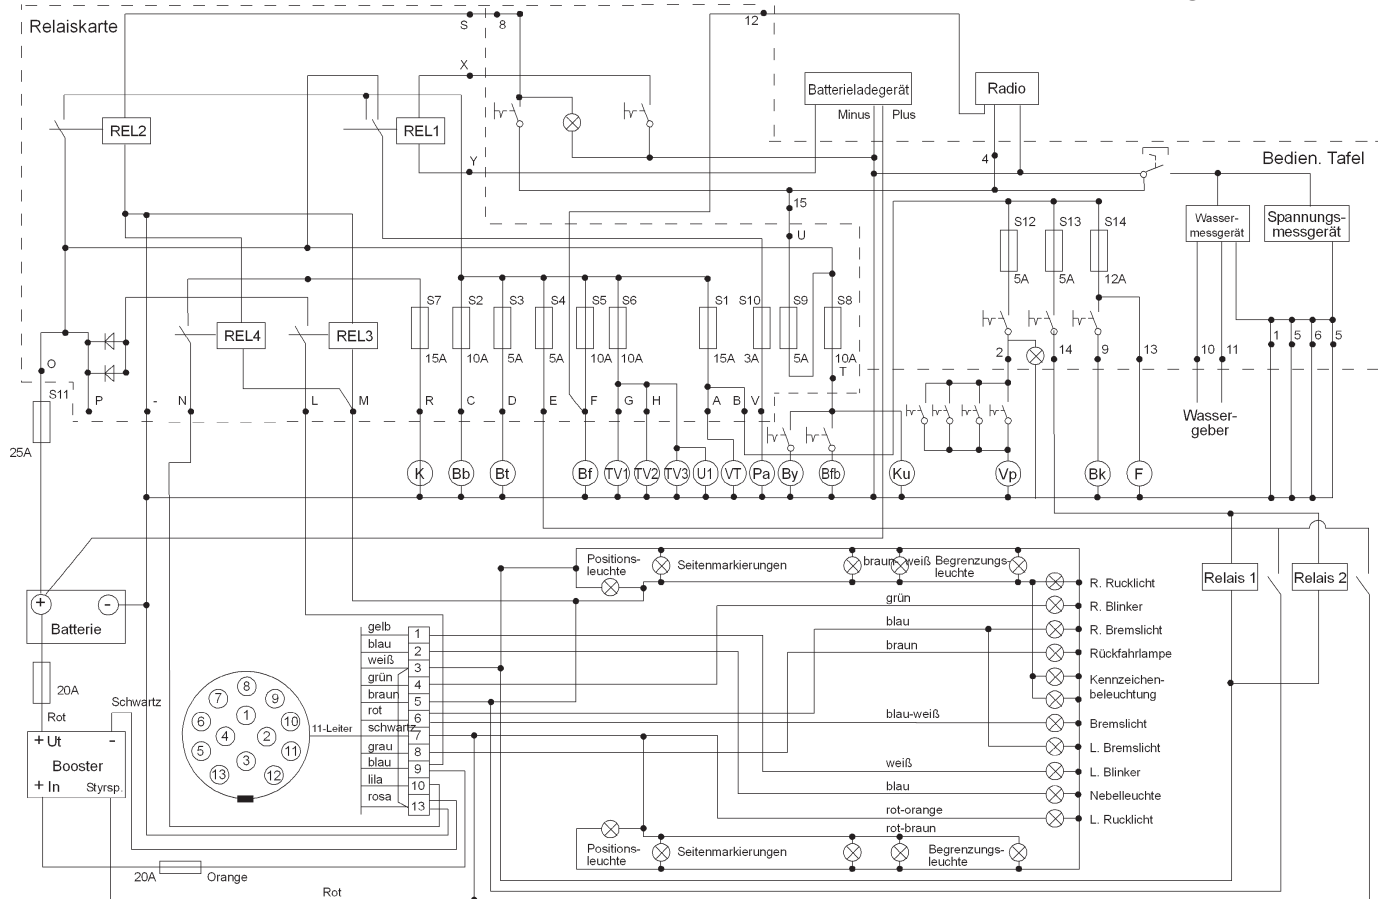 Relaiskarte
S 8
12
X
Batterieladegerät
Minus Plus
Radio
REL2
REL1
Y
4
Bedien. Tafel
15
U
S12 S13 S14
5A 5A 12A
Wasser-
messgerät
Spannungs-
messgerät
S7 S2 S3 S4 S5 S6 S1 S10 S9 S8
15A 10A 5A 5A 10A 10A 15A 3A 5A 10A
REL4
REL3
2 14 9 13
10 11
1 5 6 5
O
T
S11
P - N L M R C D E F G H A B V
25A
Wasser-
geber
K Bb Bt Bf TV1 TV2 TV3 U1 VT Pa By Bfb Ku Vp Bk F
+ -
Batterie
20A
Rot
Schwartz
+ Ut -
Booster
+ In Styrsp.
20A
Orange
Rot
8
7 9
1
6 10
4 2
5 11
3
13 12
11-Leiter
gelb 1
blau 2
weiß 3
grün 4
braun 5
rot 6
schwartz 7
grau 8
blau 9
lila 10
rosa 13
Positions-
leuchte
Seitenmarkierungen
braun-weiß
Begrenzungs-
leuchte
grün
blau
braun
blau-weiß
weiß
blau
rot-orange
rot-braun
R. Rucklicht
R. Blinker
R. Bremslicht
Rückfahrlampe
Kennzeichen-
beleuchtung
Bremslicht
L. Bremslicht
L. Blinker
Nebelleuchte
L. Rucklicht
Relais 1
Relais 2
Positions-
leuchte
Seitenmarkierungen
Begrenzungs-
leuchte